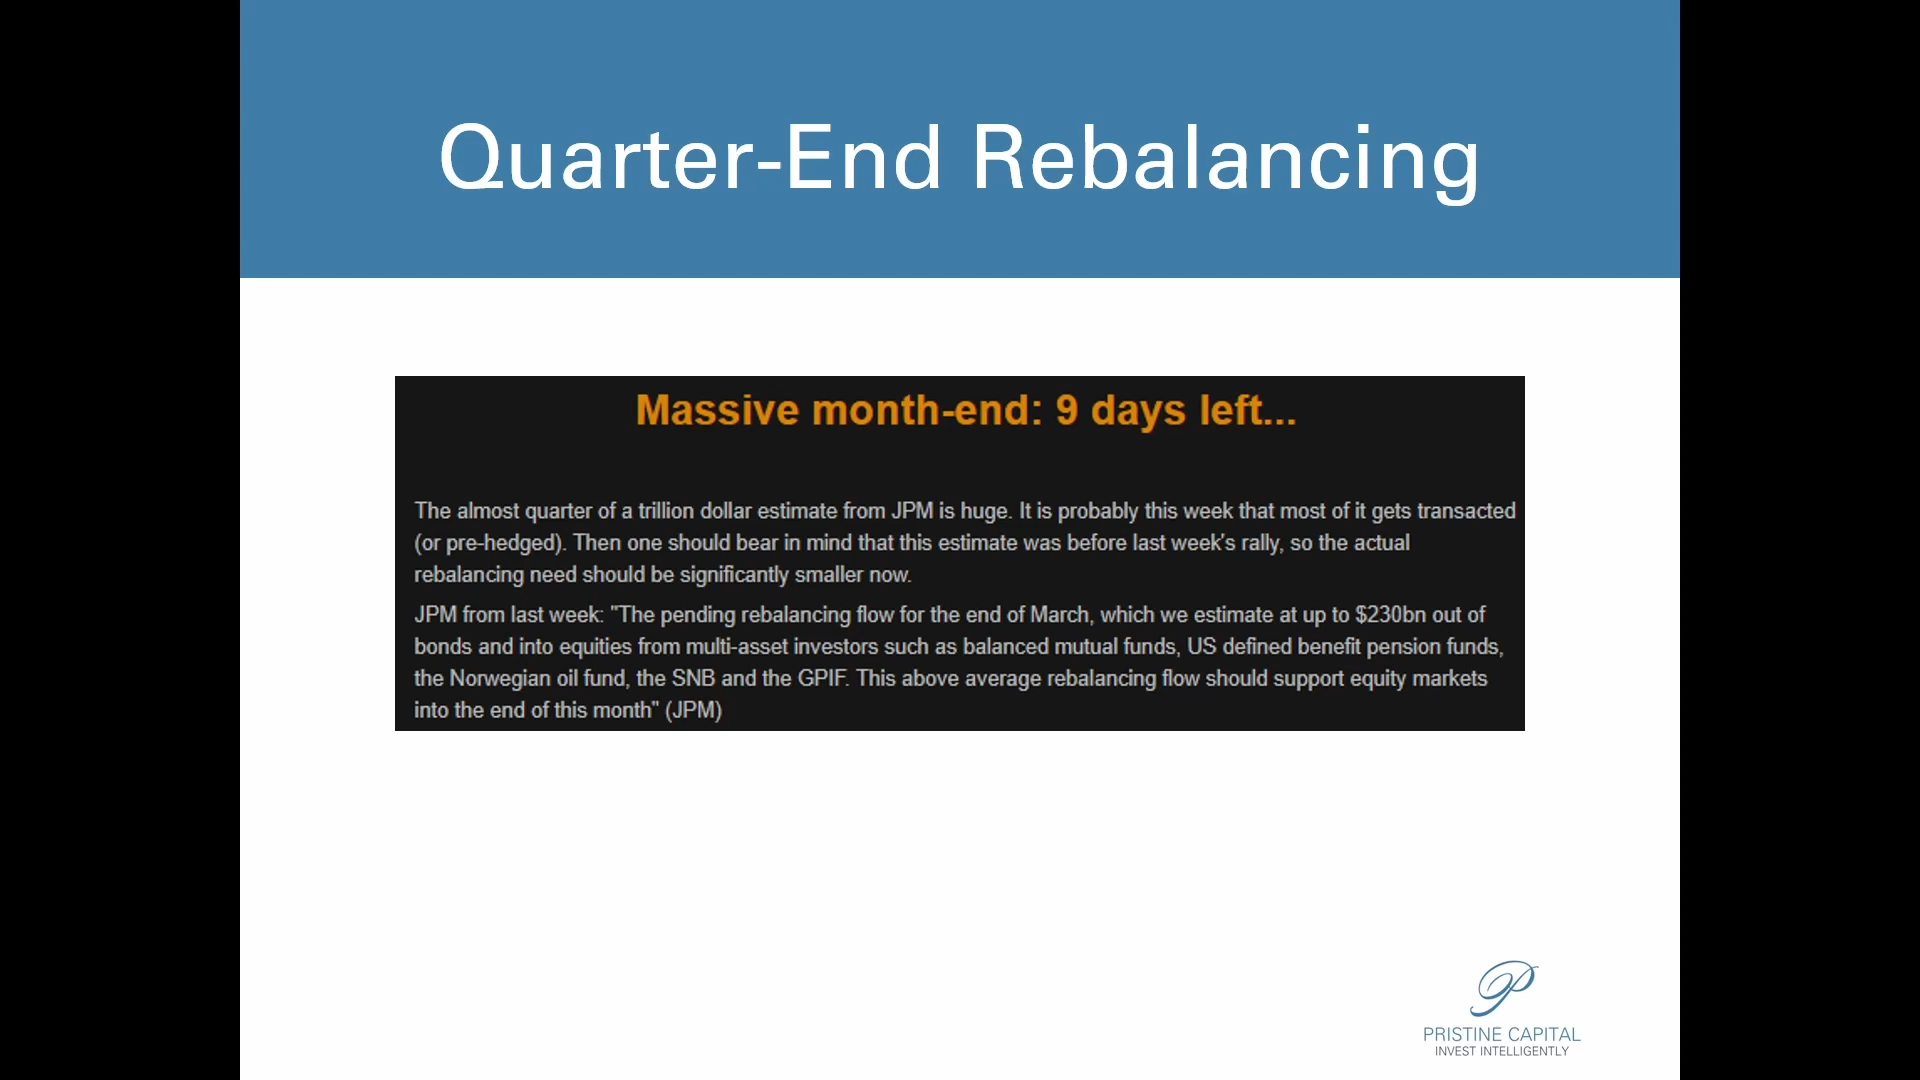 Quarter-End Rebalancing
Massive month-end: 9 days left...
The almost quarter of a trillion dollar estimate from JPM is huge. It is probably this week that most of it gets transacted
(or pre-hedged). Then one should bear in mind that this estimate was before last week's rally, so the actual
rebalancing need should be significantly smaller now.
JPM from last week: "The pending rebalancing flow for the end of March, which we estimate at up to $230bn out of
bonds and into equities from multi-asset investors such as balanced mutual funds, US defined benefit pension funds,
the Norwegian oil fund, the SNB and the GPIF. This above average rebalancing flow should support equity markets
into the end of this month" (JPM)
P
PRISTINE CAPITAL
INVEST INTELLIGENTLY